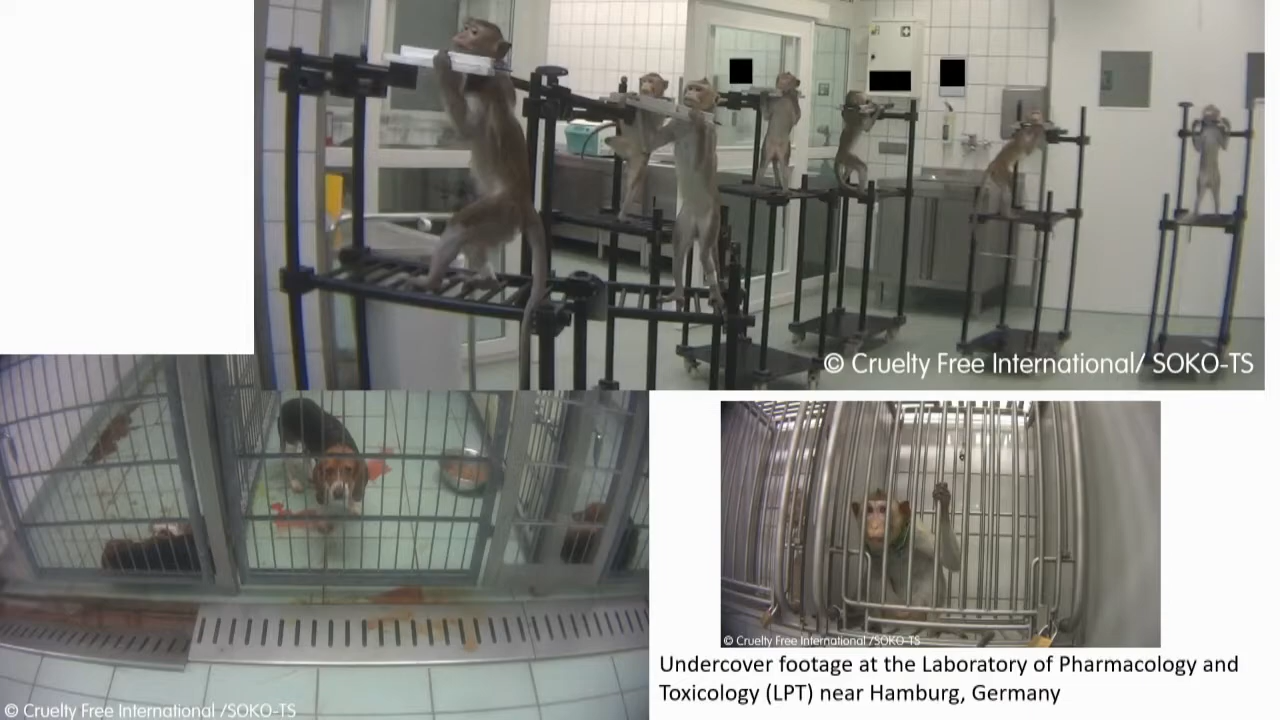 © Cruelty Free International/ SOKO-TS
© Cruelty Free International /SOKO-TS
Undercover footage at the Laboratory of Pharmacology and
Toxicology (LPT) near Hamburg, Germany
© Cruelty Free International /SOKO-TS